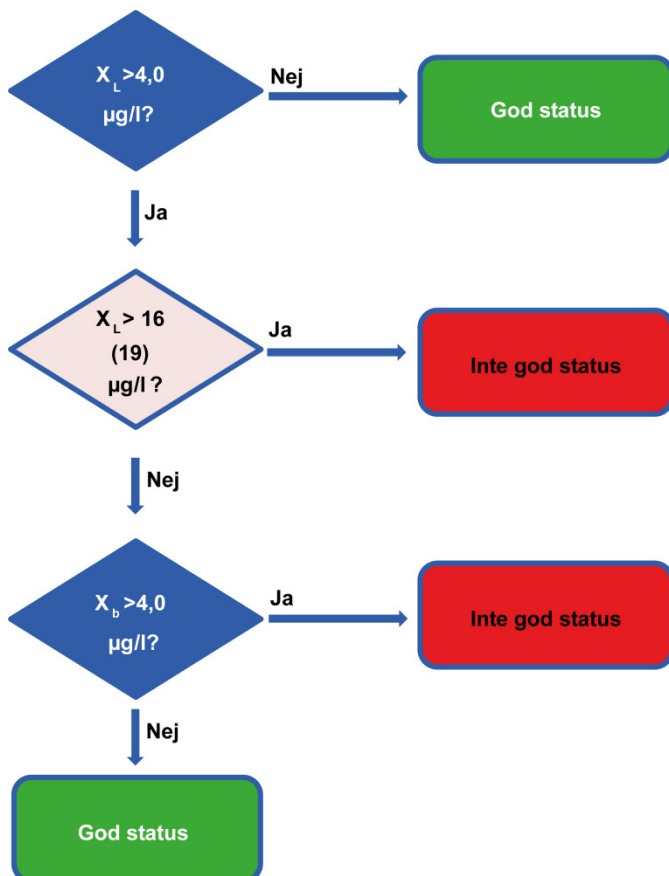 X L >4,0
µg/l?
Nej
God status
Ja
X L > 16
(19)
µg/l ?
Ja
Inte god status
Nej
X b >4,0
µg/l?
Ja
Inte god status
Nej
God status